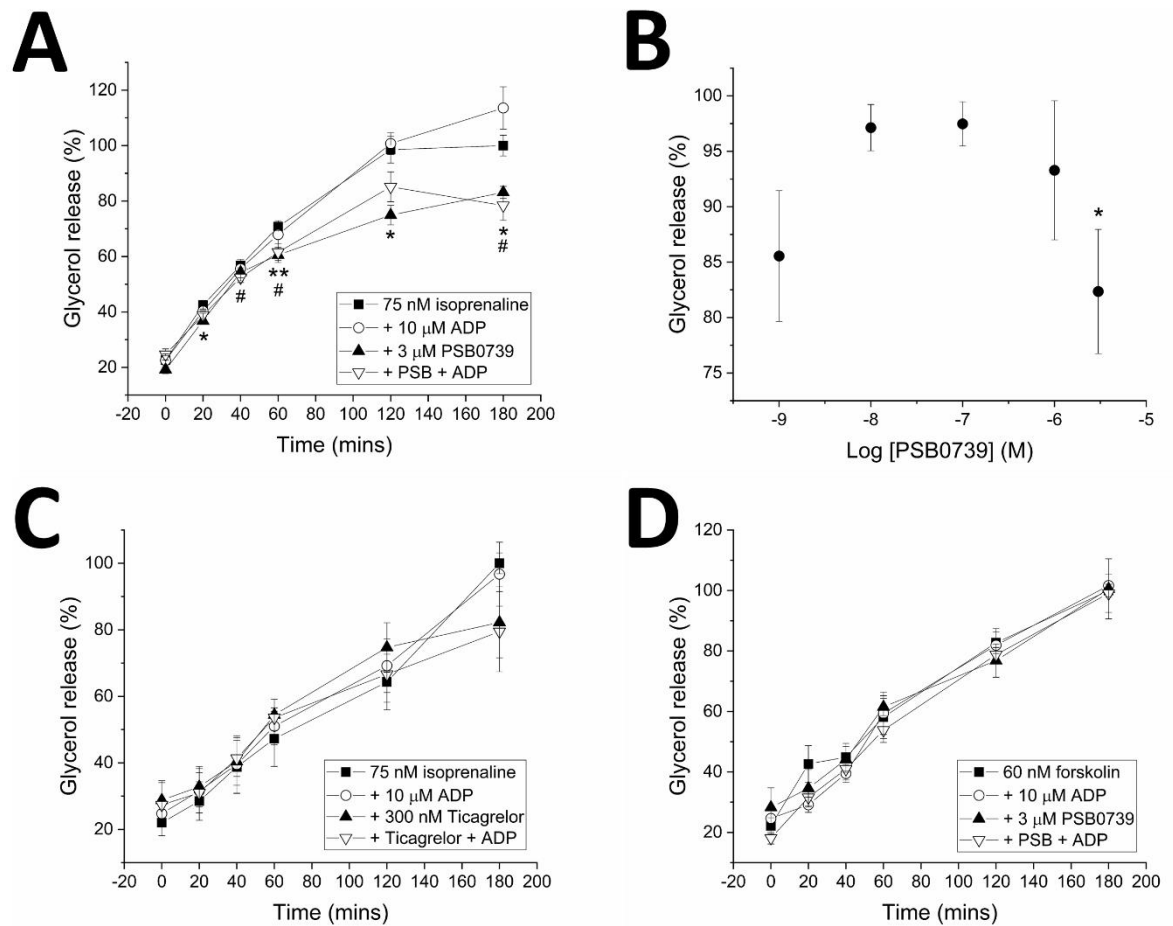 A
Glycerol release (%)
120
100
80
60
40
20
*
#
**
#
*
*
#
75 nM isoprenaline
+ 10 μM ADP
+ 3 μM PSB0739
+ PSB + ADP
-20 0 20 40 60 80 100 120 140 160 180 200
Time (mins)
B
Glycerol release (%)
100
95
90
85
80
75
*
-9 -8 -7 -6 -5
Log [PSB0739] (M)
C
Glycerol release (%)
100
80
60
40
20
75 nM isoprenaline
+ 10 μM ADP
+ 300 nM Ticagrelor
+ Ticagrelor + ADP
-20 0 20 40 60 80 100 120 140 160 180 200
Time (mins)
D
Glycerol release (%)
120
100
80
60
40
20
0
60 nM forskolin
+ 10 μM ADP
+ 3 μM PSB0739
+ PSB + ADP
-20 0 20 40 60 80 100 120 140 160 180 200
Time (mins)